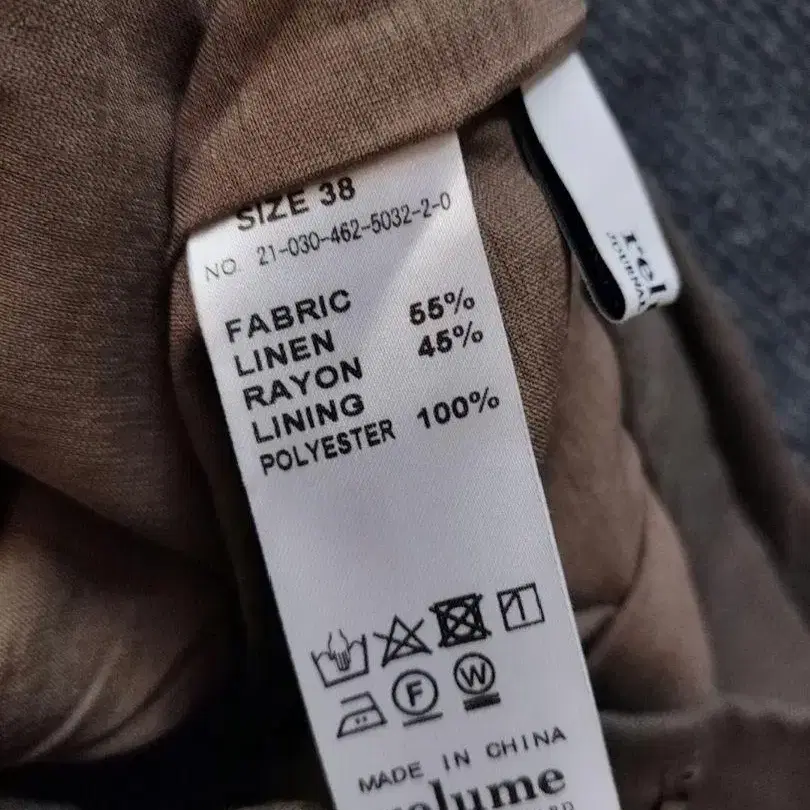 SIZE 38
NO. 21-030-462-5032-2-0
FABRIC
LINEN 55%
RAYON 45%
LINING
POLYESTER 100%
F W
MADE IN CHINA